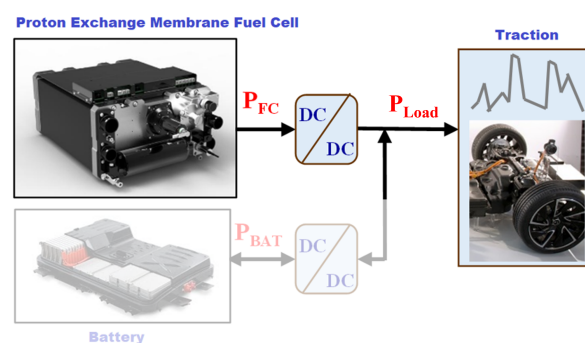 Proton Exchange Membrane Fuel Cell
Traction
PFC
DC
DC
PLoad
PBAT
DC
DC
Battery